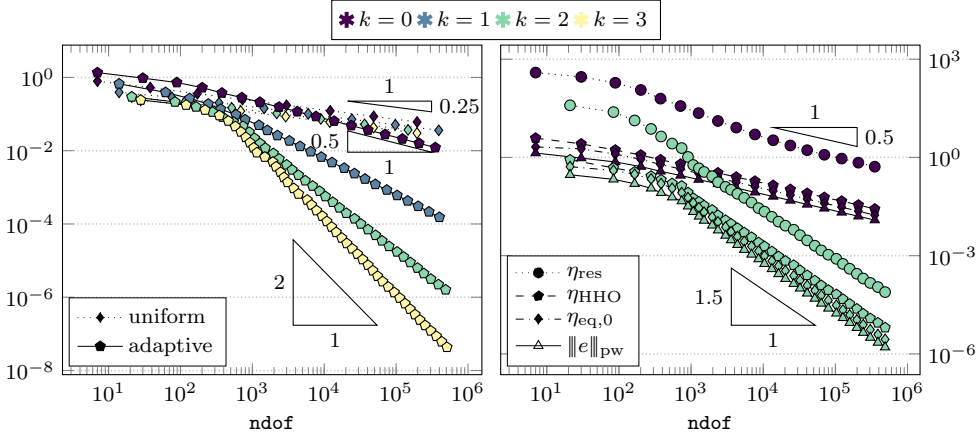 k = 0 k = 1 k = 2 k = 3
10^0
10^{-2}
10^{-4}
10^{-6}
10^{-8}
10^1 10^2 10^3 10^4 10^5 10^6
ndof
1
0.25
0.5
1
2
1
uniform
adaptive
10^3
10^0
10^{-3}
10^{-6}
10^1 10^2 10^3 10^4 10^5 10^6
ndof
1
0.5
1.5
1
η_res
η_HHO
η_eq,0
⦀e⦀_pw